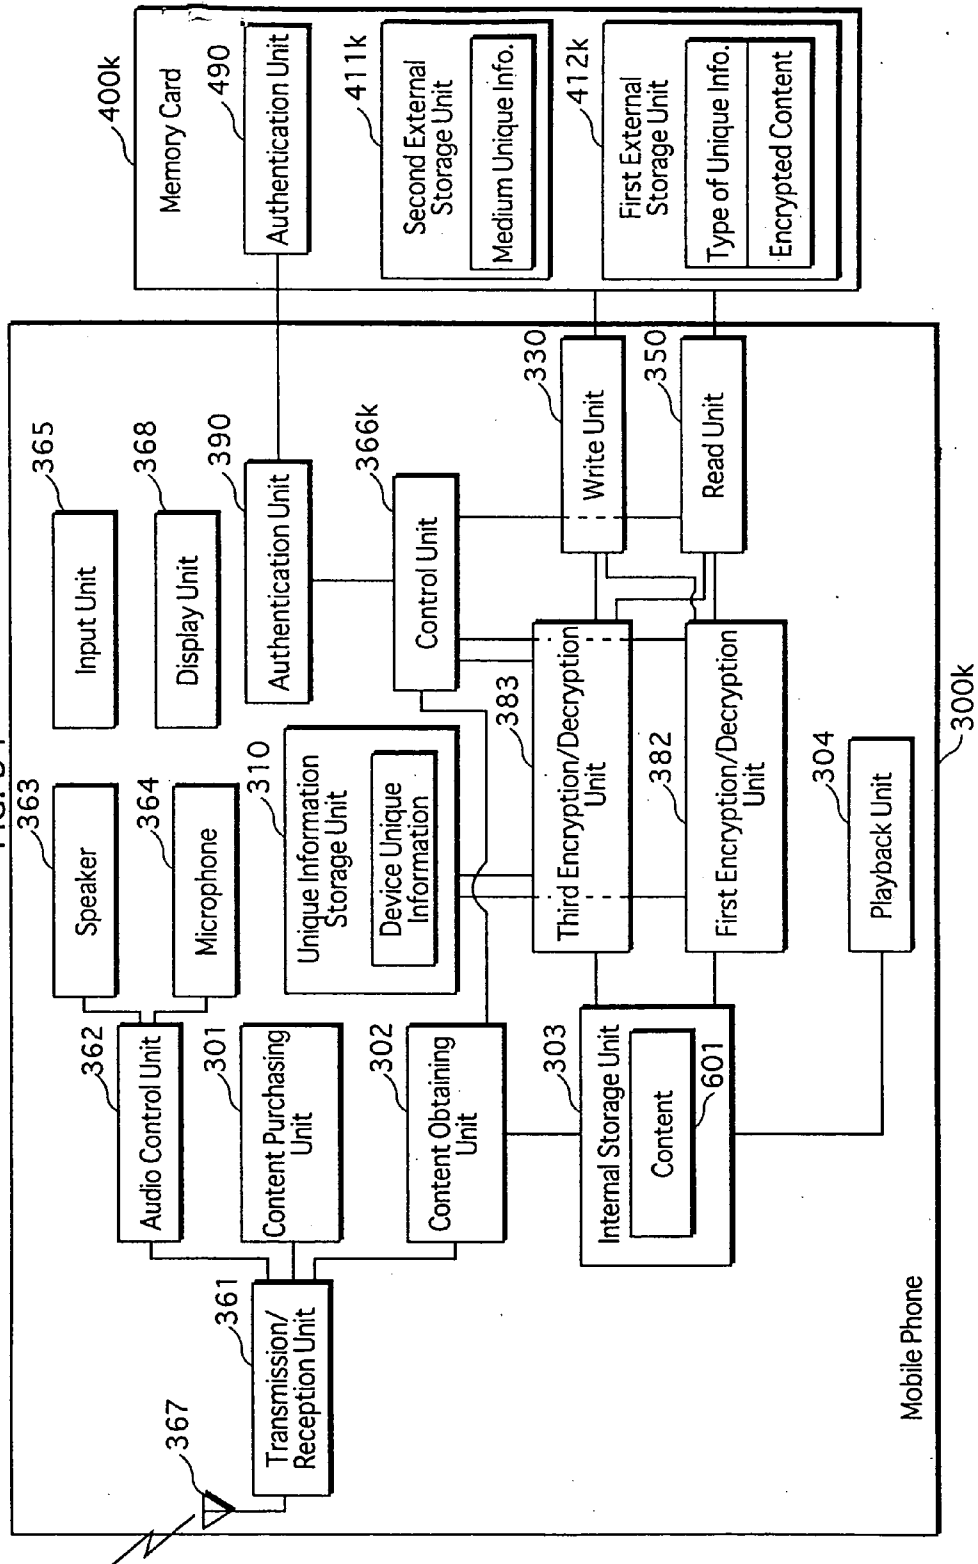 400k
Memory Card
490
Authentication Unit
411k
Second External
Storage Unit
Medium Unique Info.
412k
First External
Storage Unit
Type of Unique Info.
Encrypted Content
365
Input Unit
368
Display Unit
390
Authentication Unit
366k
Control Unit
330
Write Unit
350
Read Unit
363
Speaker
364
Microphone
310
Unique Information
Storage Unit
Device Unique
Information
383
Third Encryption/Decryption
Unit
382
First Encryption/Decryption
Unit
304
Playback Unit
300k
362
Audio Control Unit
301
Content Purchasing
Unit
302
Content Obtaining
Unit
303
Internal Storage Unit
Content
601
361
Transmission/
Reception Unit
367
Mobile Phone